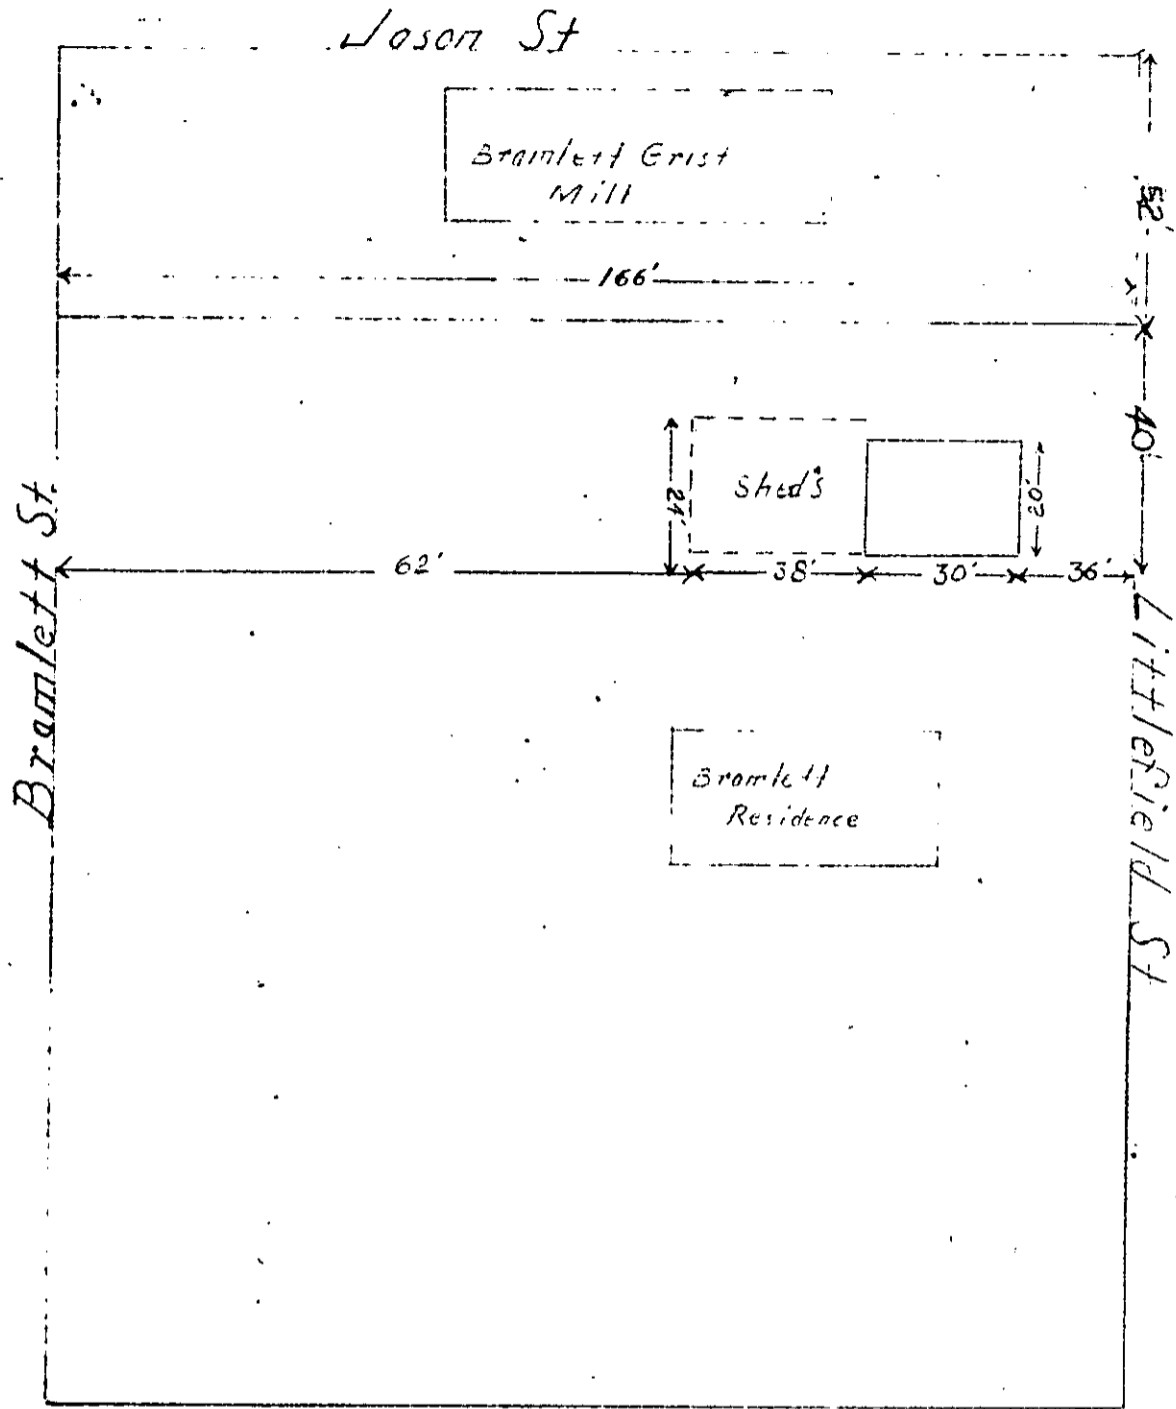 Jason St
Bramlett Grist
Mill
52'
166'
40'
Shed's
24'
20'
62'
38'
30'
36'
Bramlett St.
Littlefield St
Bramlett
Residence